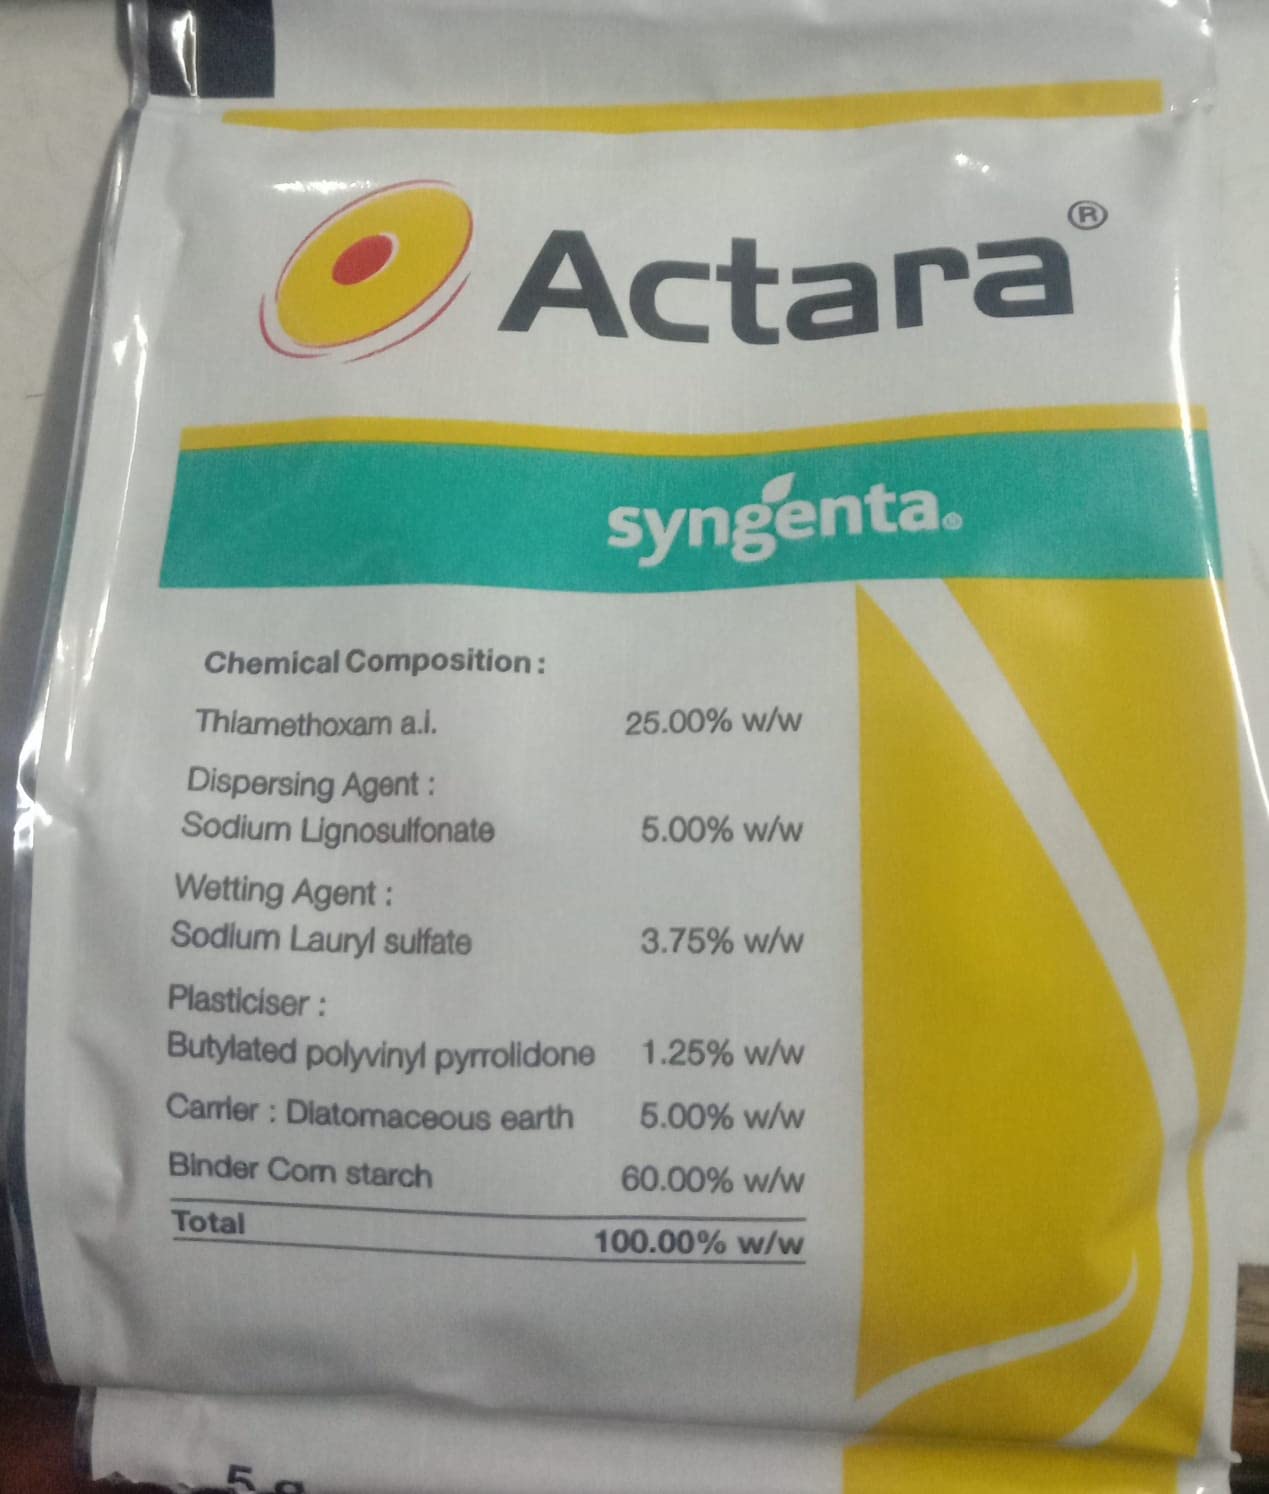 Actara®
syngenta®
Chemical Composition :
Thiamethoxam a.i. 25.00% w/w
Dispersing Agent :
Sodium Lignosulfonate 5.00% w/w
Wetting Agent :
Sodium Lauryl sulfate 3.75% w/w
Plasticiser :
Butylated polyvinyl pyrrolidone 1.25% w/w
Carrier : Diatomaceous earth 5.00% w/w
Binder Corn starch 60.00% w/w
Total 100.00% w/w
5 g